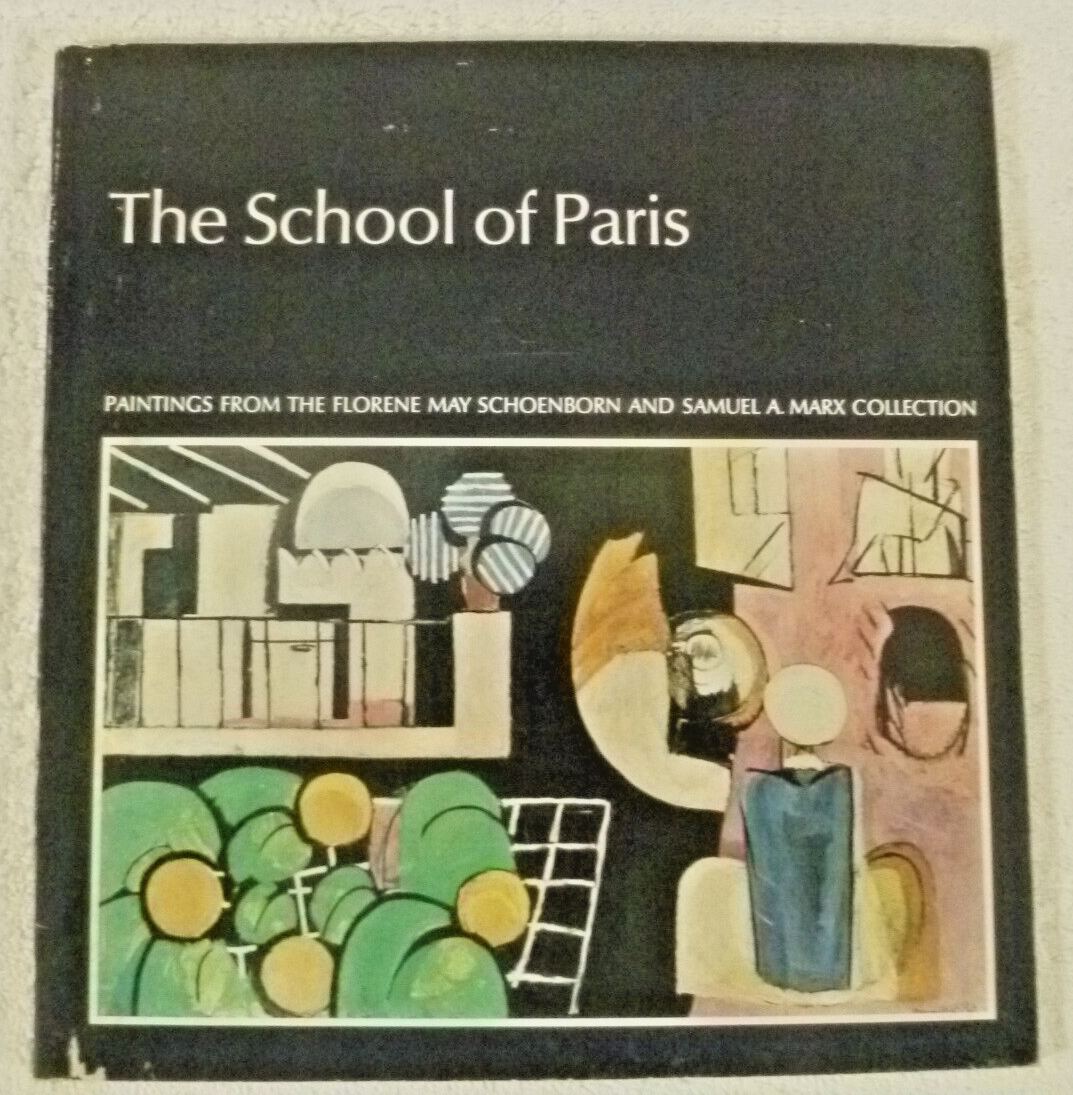 The School of Paris
PAINTINGS FROM THE FLORENE MAY SCHOENBORN AND SAMUEL A. MARX COLLECTION